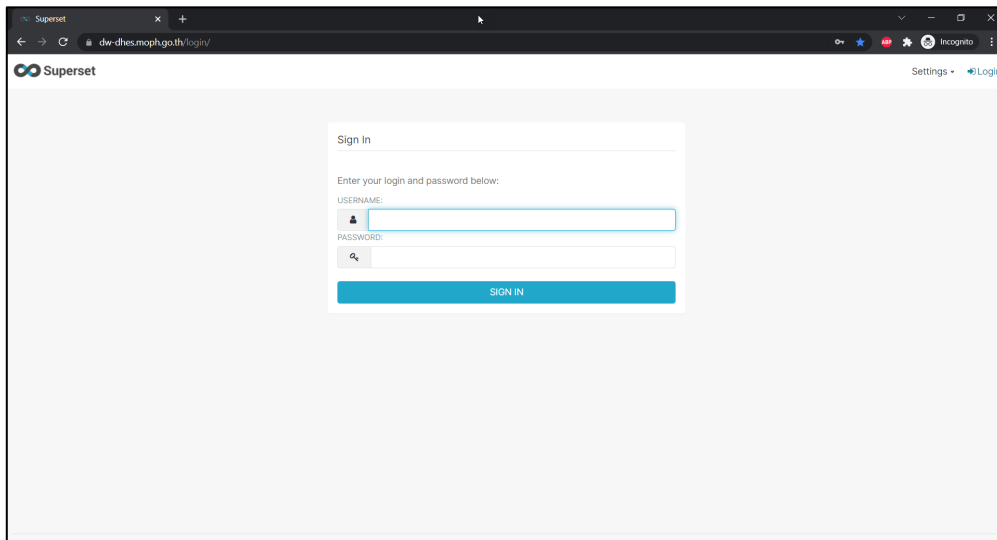 Superset
dw-dhes.moph.go.th/login/
ABP
Incognito
Superset
Settings
Login
Sign In
Enter your login and password below:
USERNAME:
PASSWORD:
SIGN IN